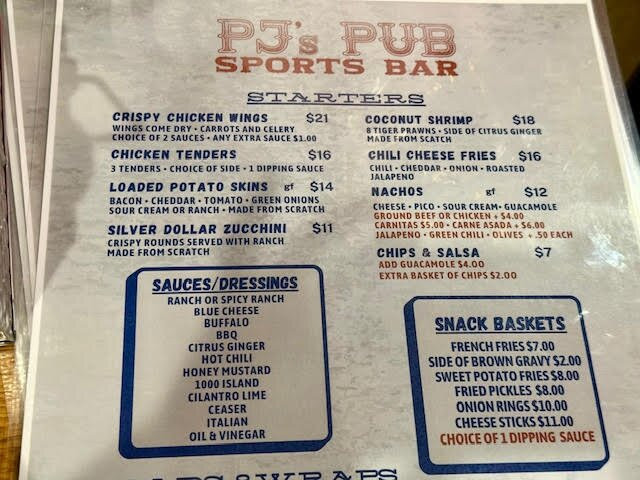 PJ's PUB
SPORTS BAR
STARTERS
CRISPY CHICKEN WINGS $21
WINGS COME DRY • CARROTS AND CELERY
CHOICE OF 2 SAUCES • ANY EXTRA SAUCE $1.00
CHICKEN TENDERS $16
3 TENDERS • CHOICE OF SIDE • 1 DIPPING SAUCE
LOADED POTATO SKINS gf $14
BACON • CHEDDAR • TOMATO • GREEN ONIONS
SOUR CREAM OR RANCH • MADE FROM SCRATCH
SILVER DOLLAR ZUCCHINI $11
CRISPY ROUNDS SERVED WITH RANCH
MADE FROM SCRATCH
COCONUT SHRIMP $18
8 TIGER PRAWNS • SIDE OF CITRUS GINGER
MADE FROM SCATCH
CHILI CHEESE FRIES $16
CHILI • CHEDDAR • ONION • ROASTED
JALAPENO
NACHOS gf $12
CHEESE • PICO • SOUR CREAM • GUACAMOLE
GROUND BEEF OR CHICKEN + $4.00
CARNITAS $5.00 • CARNE ASADA + $6.00
JALAPENO • GREEN CHILI • OLIVES + .50 EACH
CHIPS & SALSA $7
ADD GUACAMOLE $4.00
EXTRA BASKET OF CHIPS $2.00
SAUCES/DRESSINGS
RANCH OR SPICY RANCH
BLUE CHEESE
BUFFALO
BBQ
CITRUS GINGER
HOT CHILI
HONEY MUSTARD
1000 ISLAND
CILANTRO LIME
CEASER
ITALIAN
OIL & VINEGAR
SNACK BASKETS
FRENCH FRIES $7.00
SIDE OF BROWN GRAVY $2.00
SWEET POTATO FRIES $8.00
FRIED PICKLES $8.00
ONION RINGS $10.00
CHEESE STICKS $11.00
CHOICE OF 1 DIPPING SAUCE